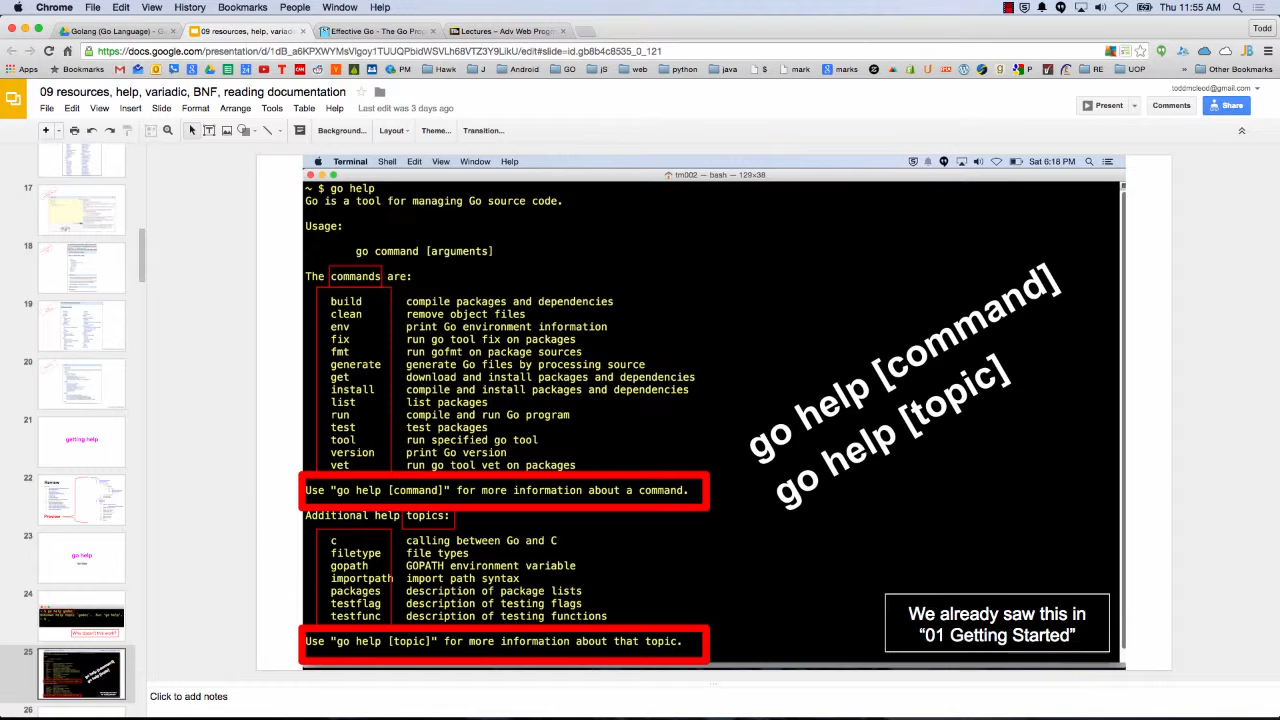 Chrome File Edit View History Bookmarks People Window Help
Thu 11:55 AM
Golang (Go Language) - G
09 resources, help, variadic,
Effective Go - The Go Prog
Lectures – Adv Web Progr
Todd
https://docs.google.com/presentation/d/1dB_a6KPXWYMsVlgoy1TUUQPbidWSVLh68VTZ3Y9LikU/edit#slide=id.gb8b4c8535_0_121
Apps Bookmarks PM Hawk J Android GO jS web python java $ mark marks P RE UOP » Other Bookmarks
09 resources, help, variadic, BNF, reading documentation
toddmcleod@gmail.com
File Edit View Insert Slide Format Arrange Tools Table Help Last edit was 3 days ago
Present Comments Share
Background... Layout Theme... Transition...
17
18
19
20
21
getting help
22
Review
Preview
23
go help
24
Why doesn't this work?
25
26
Terminal Shell Edit View Window Help
Sat 6:18 PM
tm002 — bash — 129×38
~ $ go help
Go is a tool for managing Go source code.
Usage:
go command [arguments]
The commands are:
build compile packages and dependencies
clean remove object files
env print Go environment information
fix run go tool fix on packages
fmt run gofmt on package sources
generate generate Go files by processing source
get download and install packages and dependencies
install compile and install packages and dependencies
list list packages
run compile and run Go program
test test packages
tool run specified go tool
version print Go version
vet run go tool vet on packages
Use "go help [command]" for more information about a command.
Additional help topics:
c calling between Go and C
filetype file types
gopath GOPATH environment variable
importpath import path syntax
packages description of package lists
testflag description of testing flags
testfunc description of testing functions
Use "go help [topic]" for more information about that topic.
go help [command]
go help [topic]
We already saw this in
“01 Getting Started”
Click to add notes